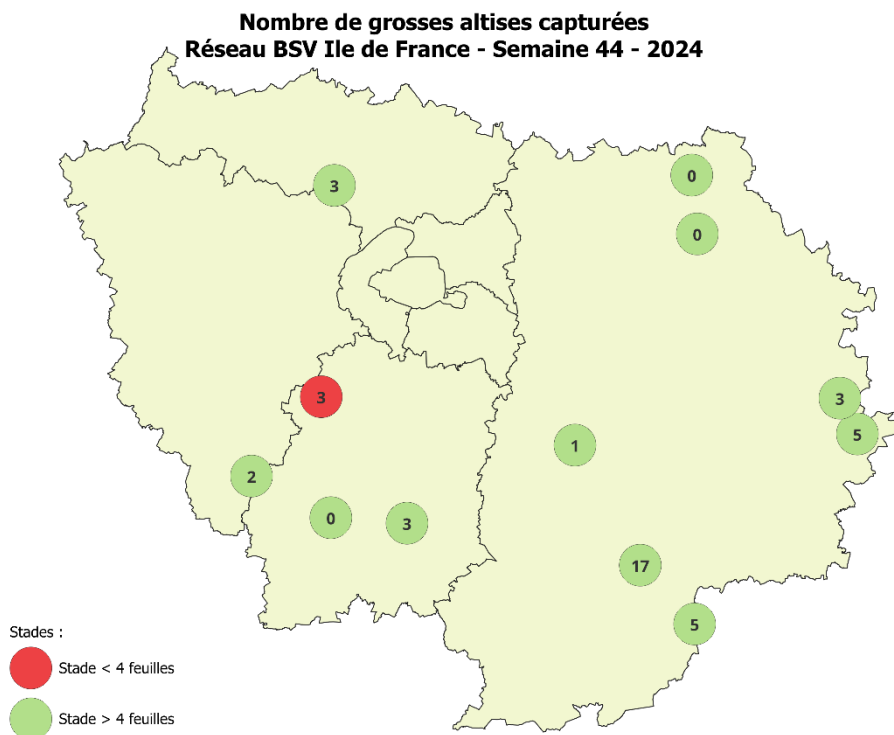 Nombre de grosses altises capturées
Réseau BSV Ile de France - Semaine 44 - 2024
0
3
0
3
3
5
1
2
0
3
17
5
Stades :
Stade < 4 feuilles
Stade > 4 feuilles